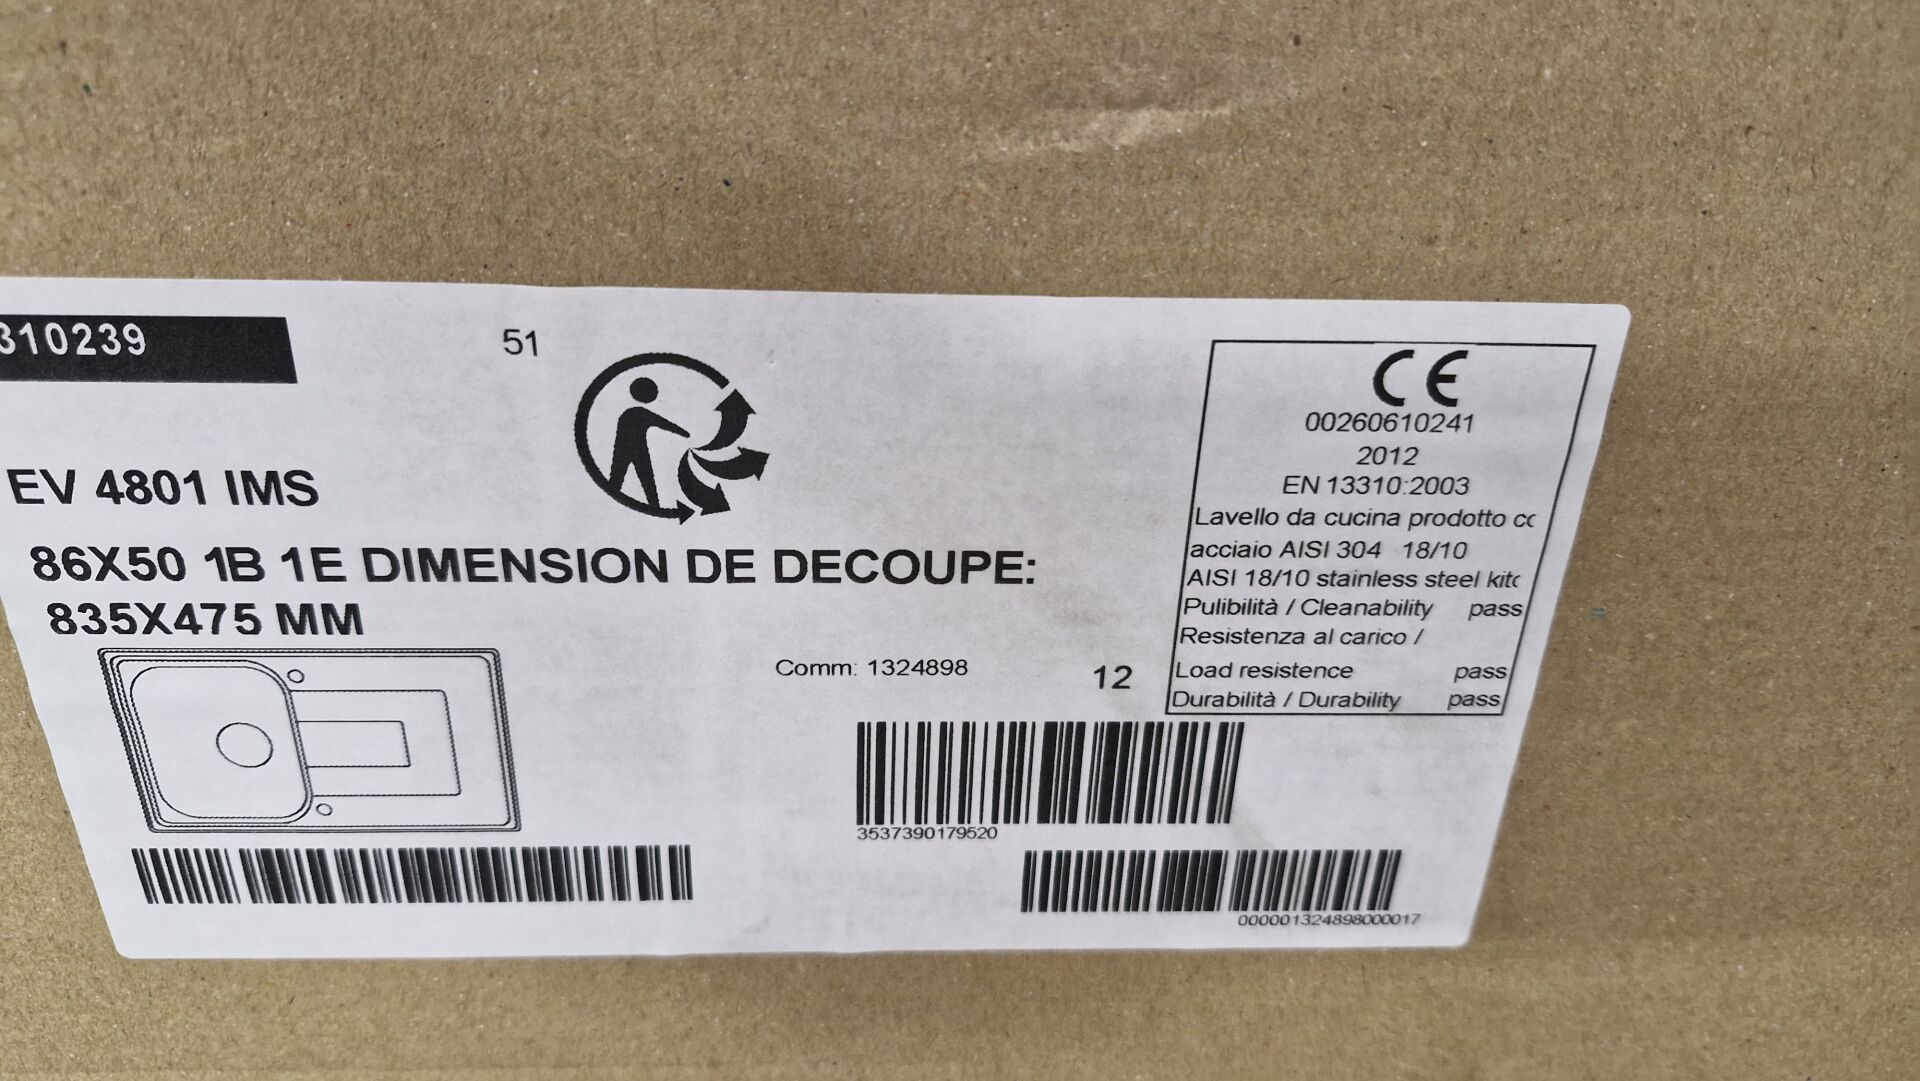 310239
51
EV 4801 IMS
86X50 1B 1E DIMENSION DE DECOUPE:
835X475 MM
Comm: 1324898
12
3537390179520
0000001324898000017
CE
00260610241
2012
EN 13310:2003
Lavello da cucina prodotto
acciaio AISI 304 18/10
AISI 18/10 stainless steel
Pulibilità / Cleanability pass
Resistenza al carico /
Load resistence pass
Durabilità / Durability pass